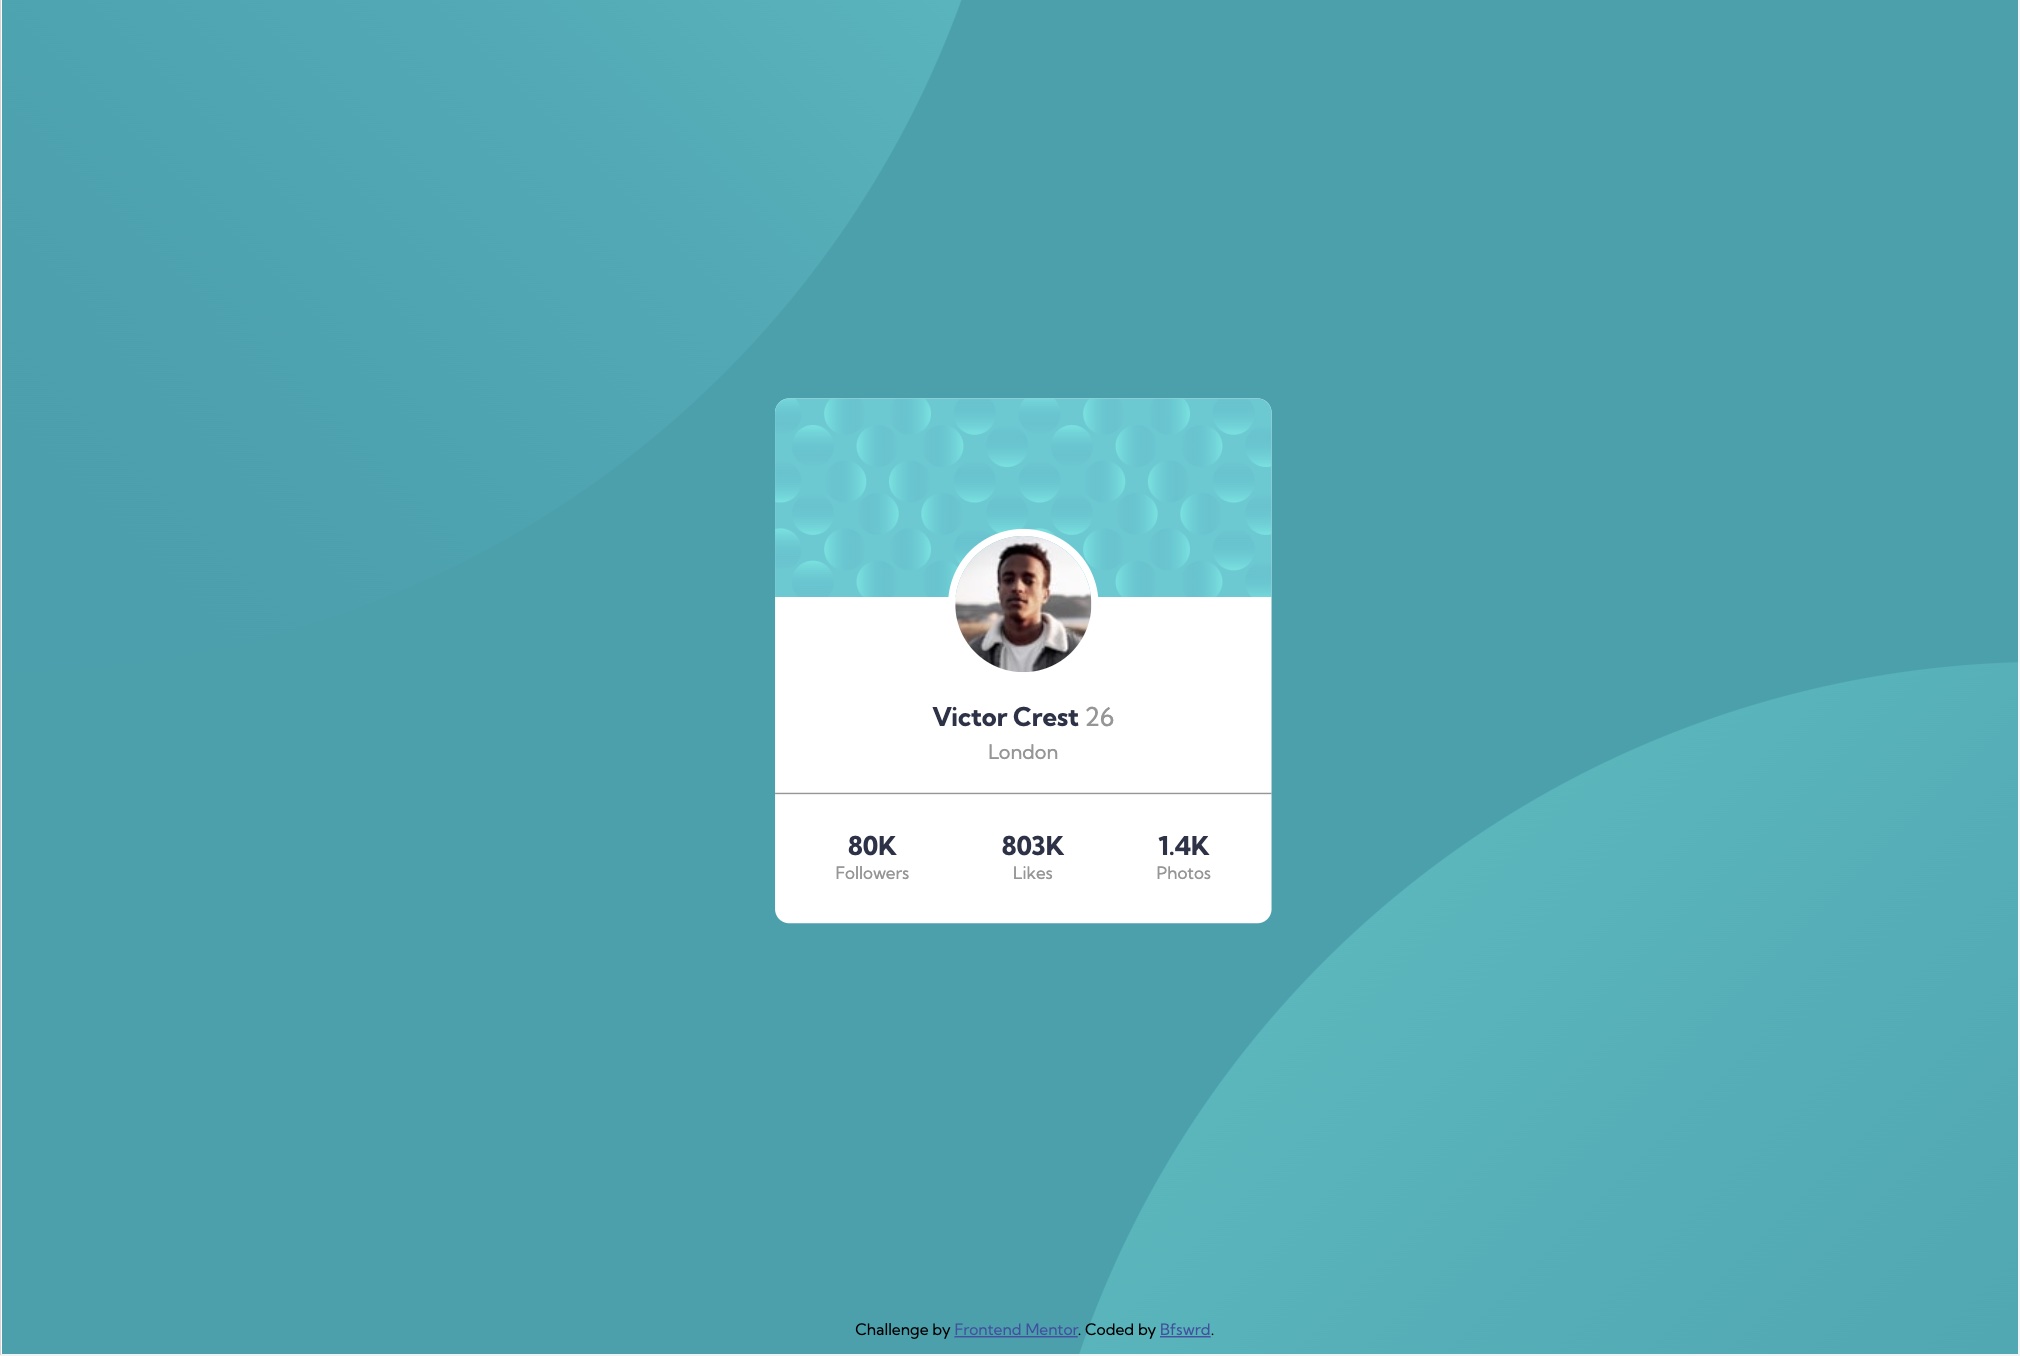 Victor Crest 26
London
80K 803K 1.4K
Followers Likes Photos
Challenge by Frontend Mentor. Coded by Bfswrd.